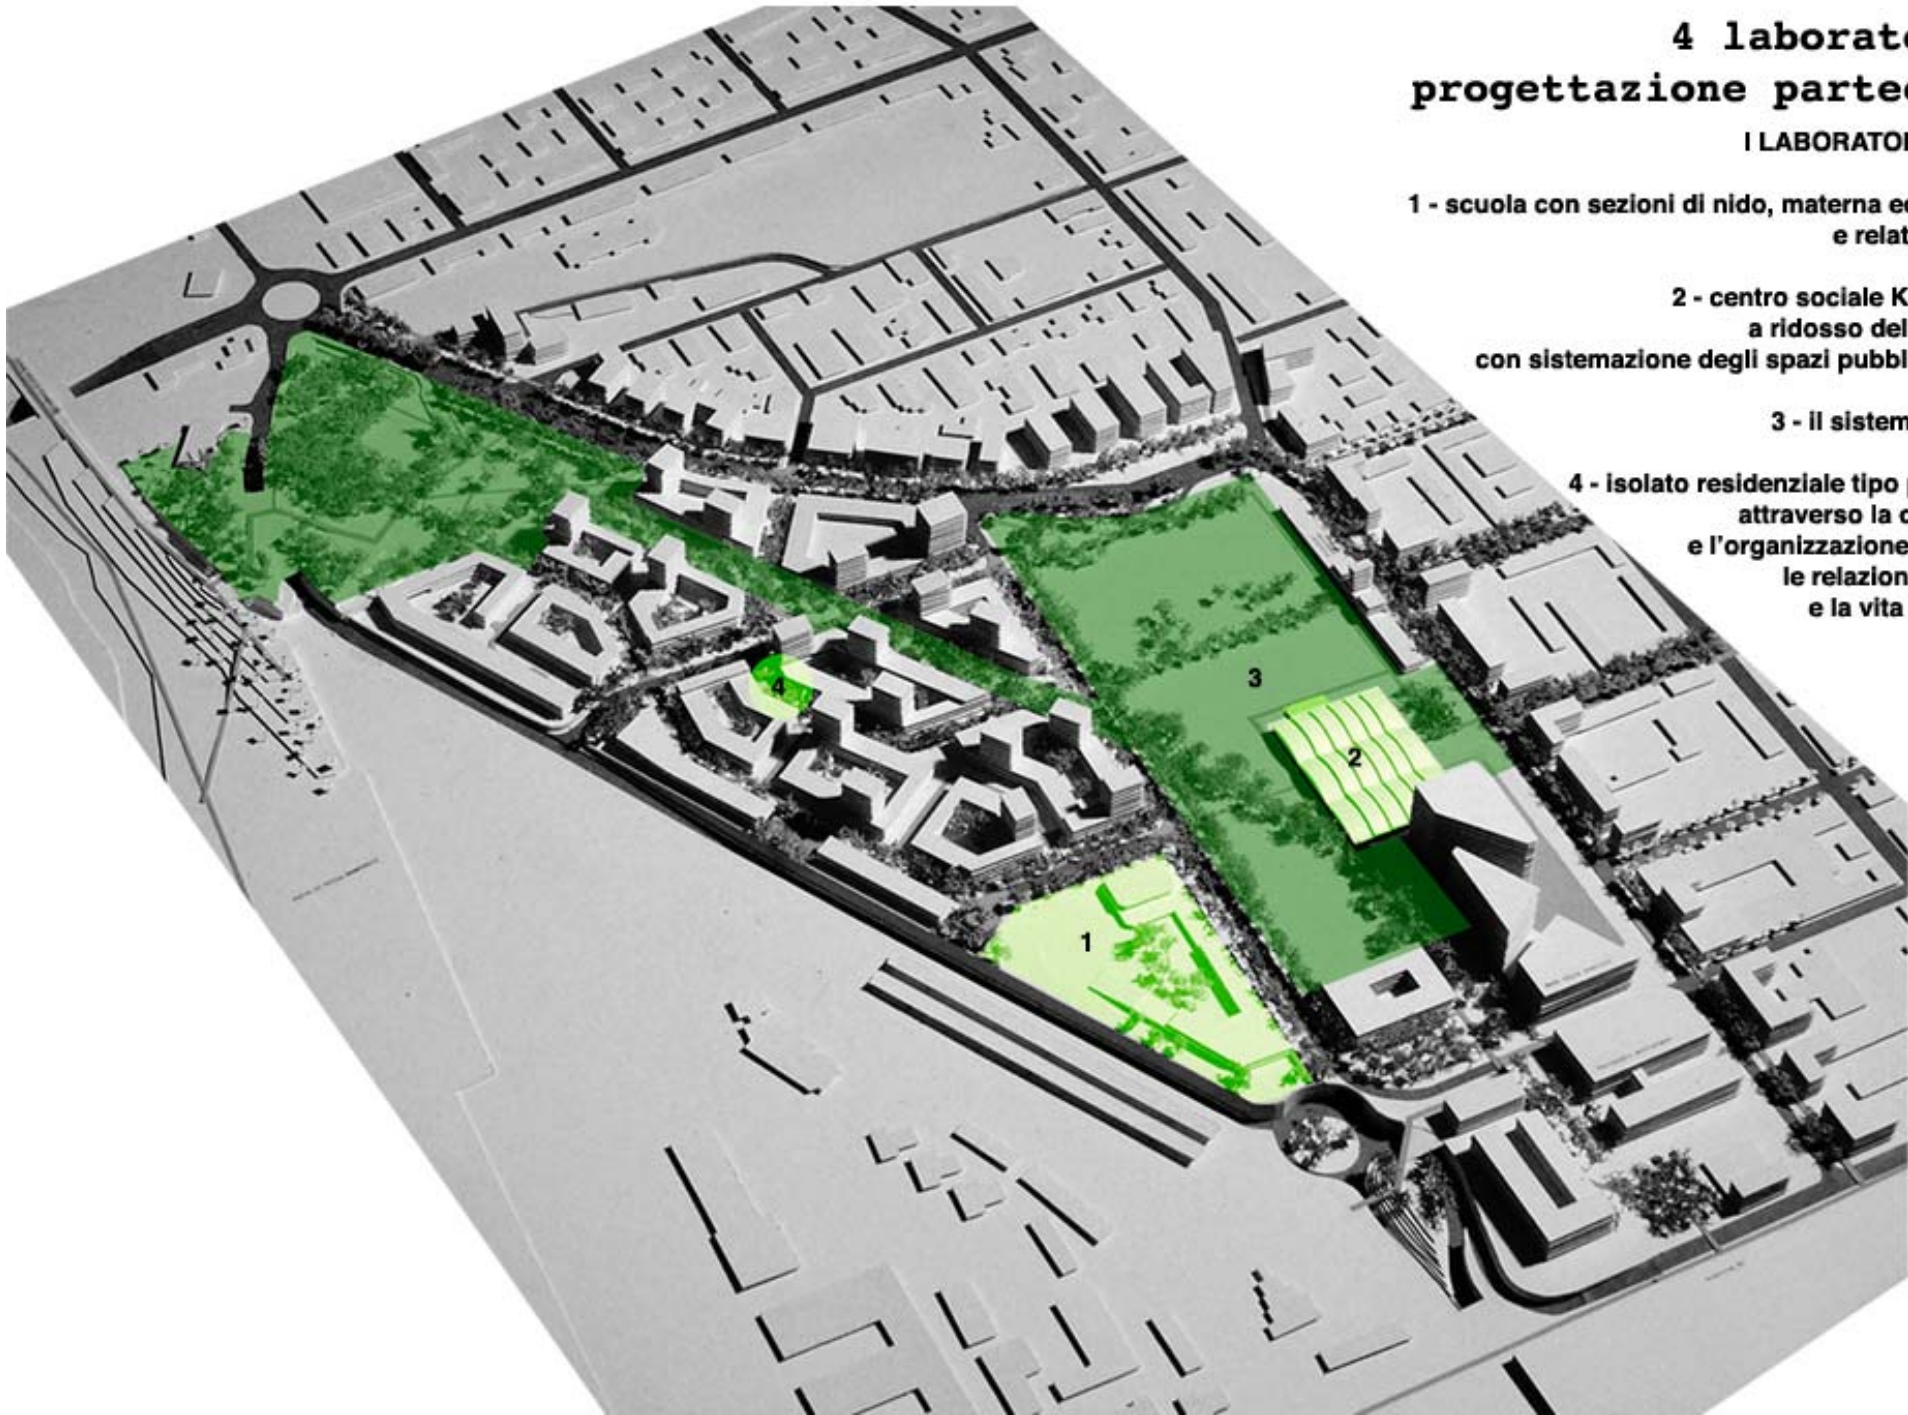 4 laborat
progettazione parte
I LABORATO
1 - scuola con sezioni di nido, materna e
e relat
2 - centro sociale K
a ridosso del
con sistemazione degli spazi pubbl
3 - il sistem
4 - isolato residenziale tipo
attraverso la
e l'organizzazione
le relazion
e la vita
4
3
2
1